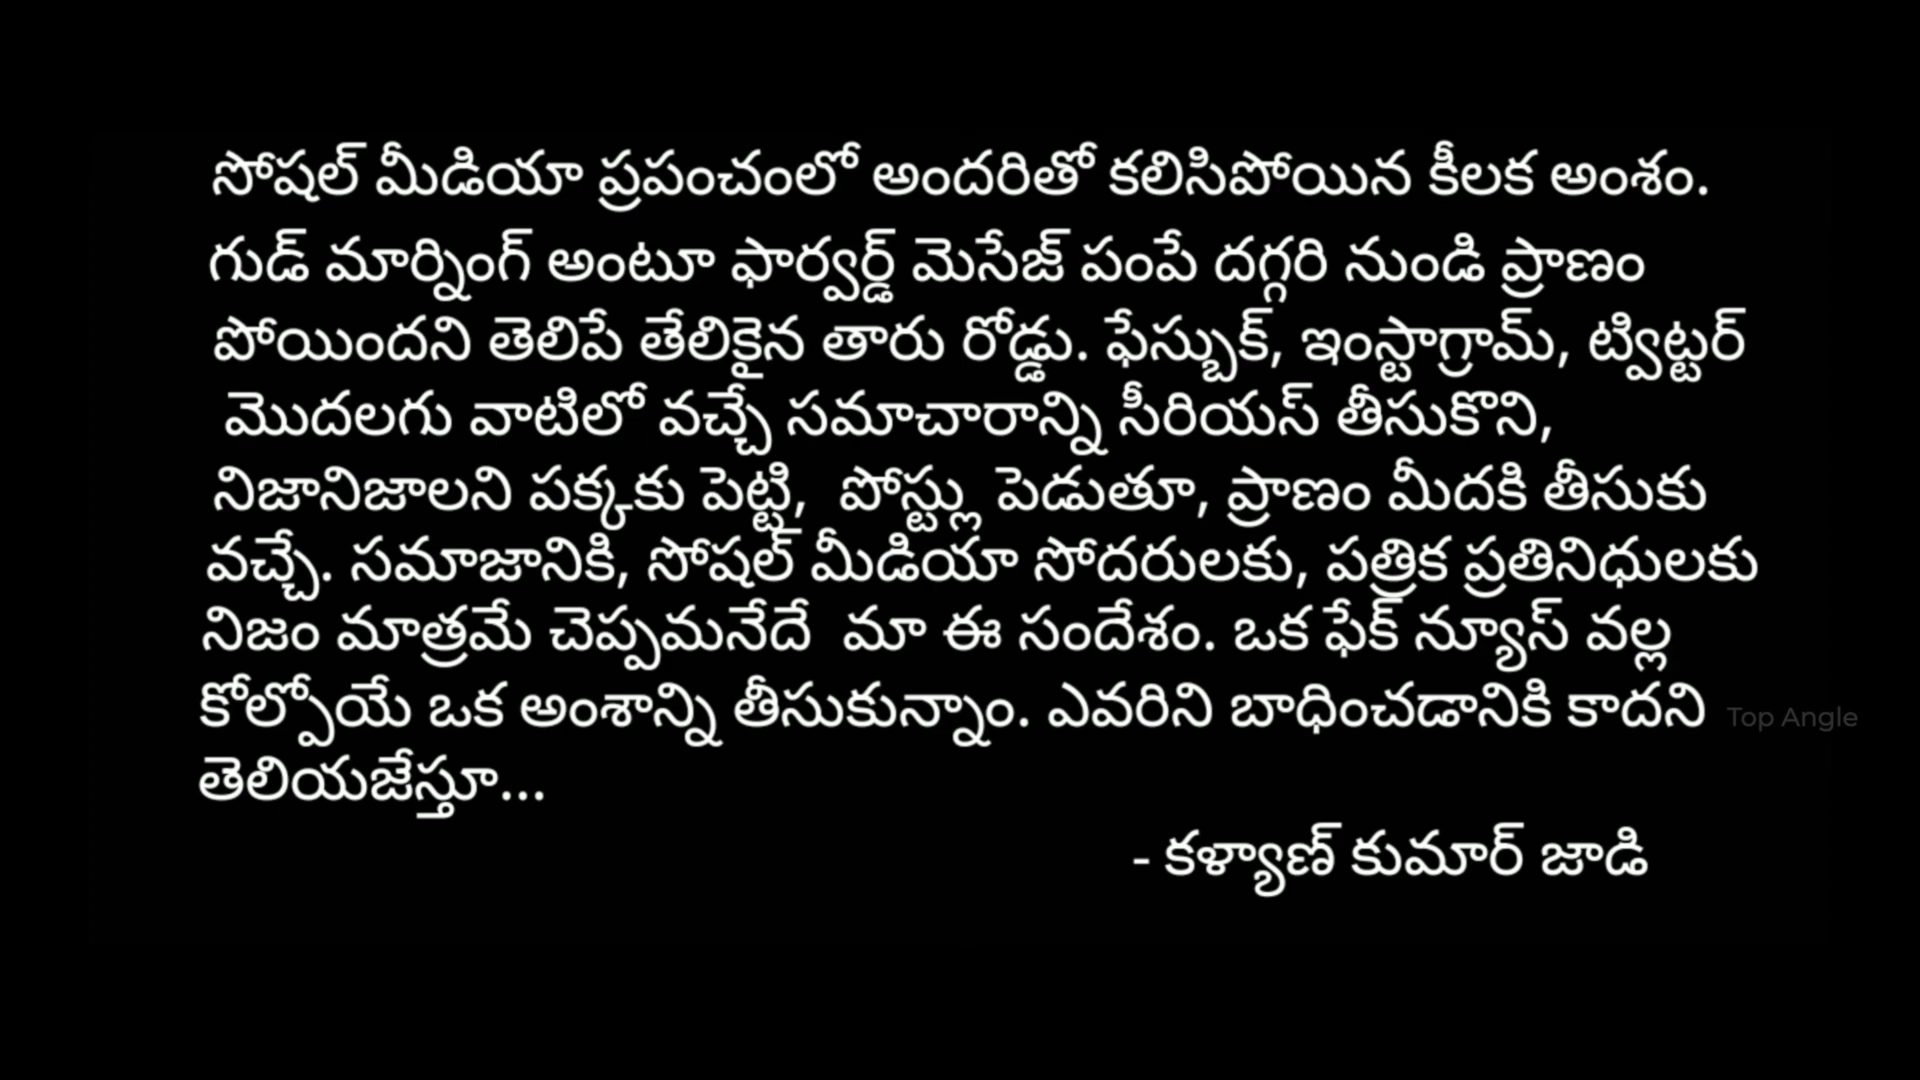 సోషల్ మీడియా ప్రపంచంలో అందరితో కలిసిపోయిన కీలక అంశం.
గుడ్ మార్నింగ్ అంటూ ఫార్వర్డ్ మెసేజ్ పంపే దగ్గరి నుండి ప్రాణం
పోయిందని తెలిపే తేలికైన తారు రోడ్డు. ఫేస్బుక్, ఇంస్టాగ్రామ్, ట్విట్టర్
మొదలగు వాటిలో వచ్చే సమాచారాన్ని సీరియస్ తీసుకొని,
నిజానిజాలని పక్కకు పెట్టి, పోస్ట్లు పెడుతూ, ప్రాణం మీదకి తీసుకు
వచ్చే. సమాజానికి, సోషల్ మీడియా సోదరులకు, పత్రిక ప్రతినిధులకు
నిజం మాత్రమే చెప్పమనేదే మా ఈ సందేశం. ఒక ఫేక్ న్యూస్ వల్ల
కోల్పోయే ఒక అంశాన్ని తీసుకున్నాం. ఎవరిని బాధించడానికి కాదని
Top Angle
తెలియజేస్తూ...
- కళ్యాణ్ కుమార్ జాడి